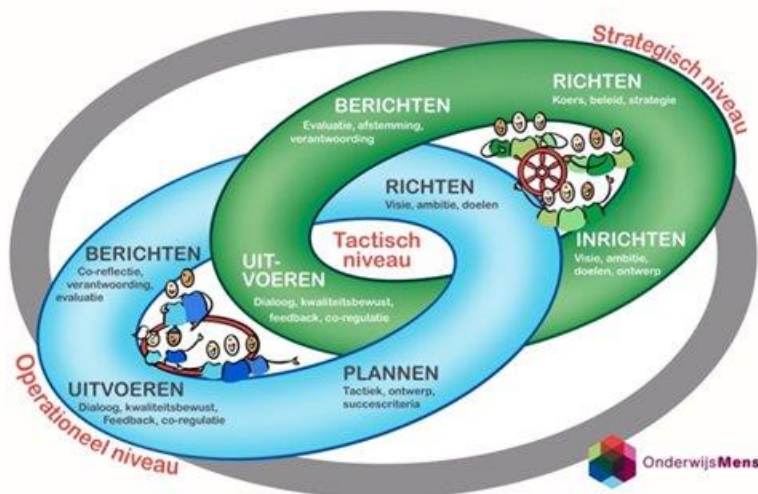 Strategisch niveau
RICHTEN
Koers, beleid, strategie
BERICHTEN
Evaluatie, afstemming,
verantwoording
RICHTEN
Visie, ambitie, doelen
INRICHTEN
Visie, ambitie,
doelen, ontwerp
Tactisch
niveau
BERICHTEN
Co-reflectie,
verantwoording,
evaluatie
UIT-
VOEREN
Dialoog, kwaliteitsbewust,
feedback, co-regulatie
PLANNEN
Tactiek, ontwerp,
succescriteria
UITVOEREN
Dialoog, kwaliteitsbewust,
Feedback, co-regulatie
Operationeel niveau
OnderwijsMens